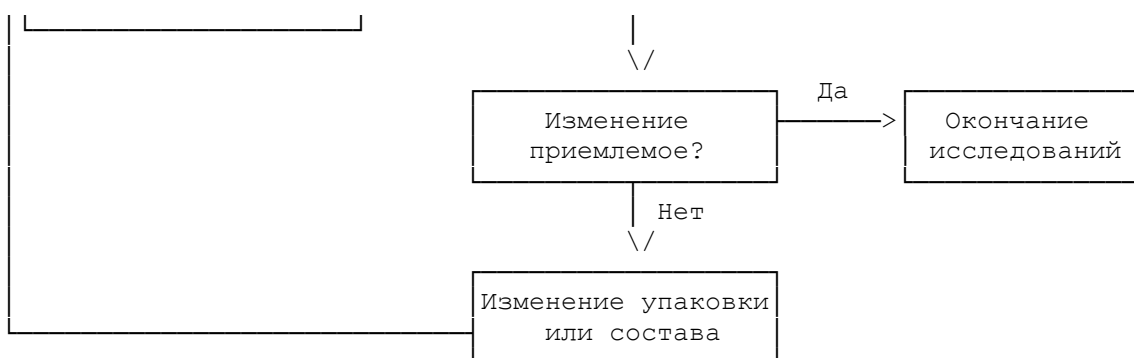 Да
Изменение
приемлемое?
Окончание
исследований
Нет
Изменение упаковки
или состава